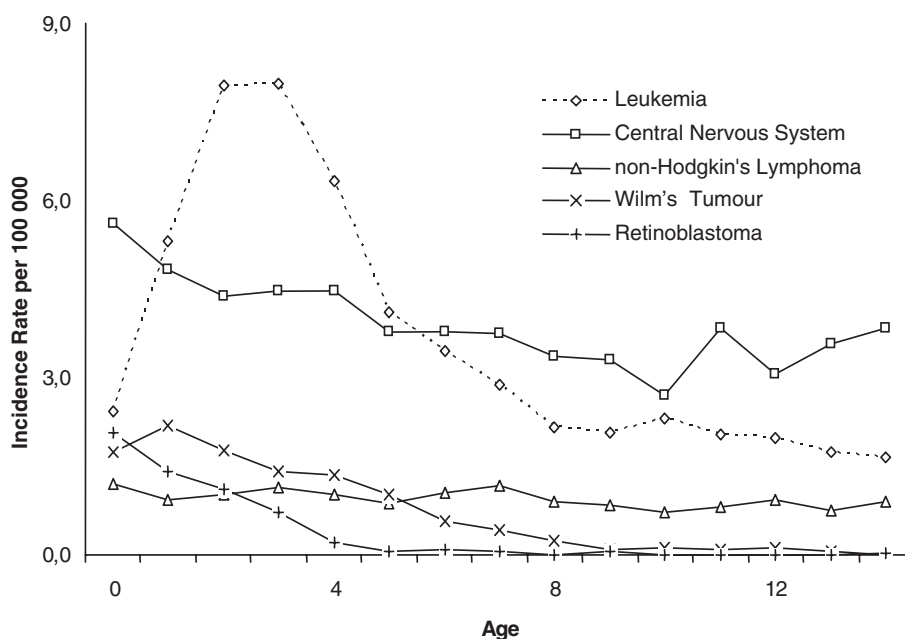 9,0
6,0
3,0
0,0
Incidence Rate per 100 000
Leukemia
Central Nervous System
non-Hodgkin's Lymphoma
Wilm's Tumour
Retinoblastoma
0 4 8 12
Age